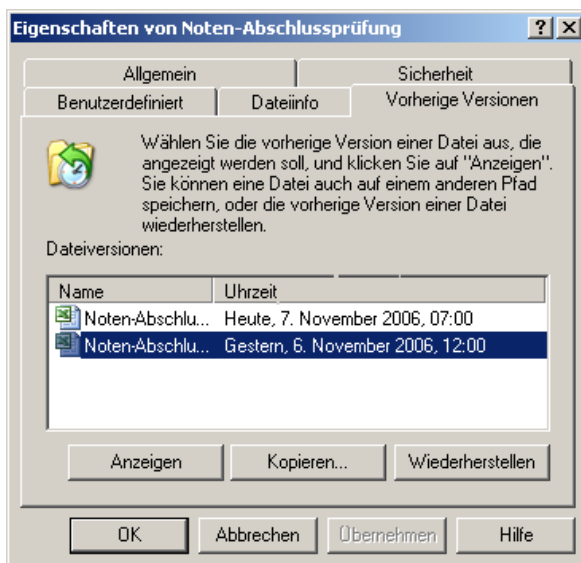 Eigenschaften von Noten-Abschlussprüfung
Allgemein
Sicherheit
Benutzerdefiniert
Dateiinfo
Vorherige Versionen
Wählen Sie die vorherige Version einer Datei aus, die
angezeigt werden soll, und klicken Sie auf "Anzeigen".
Sie können eine Datei auch auf einem anderen Pfad
speichern, oder die vorherige Version einer Datei
wiederherstellen.
Dateiversionen:
Name Uhrzeit
Noten-Abschlu... Heute, 7. November 2006, 07:00
Noten-Abschlu... Gestern, 6. November 2006, 12:00
Anzeigen Kopieren... Wiederherstellen
OK Abbrechen Übernehmen Hilfe